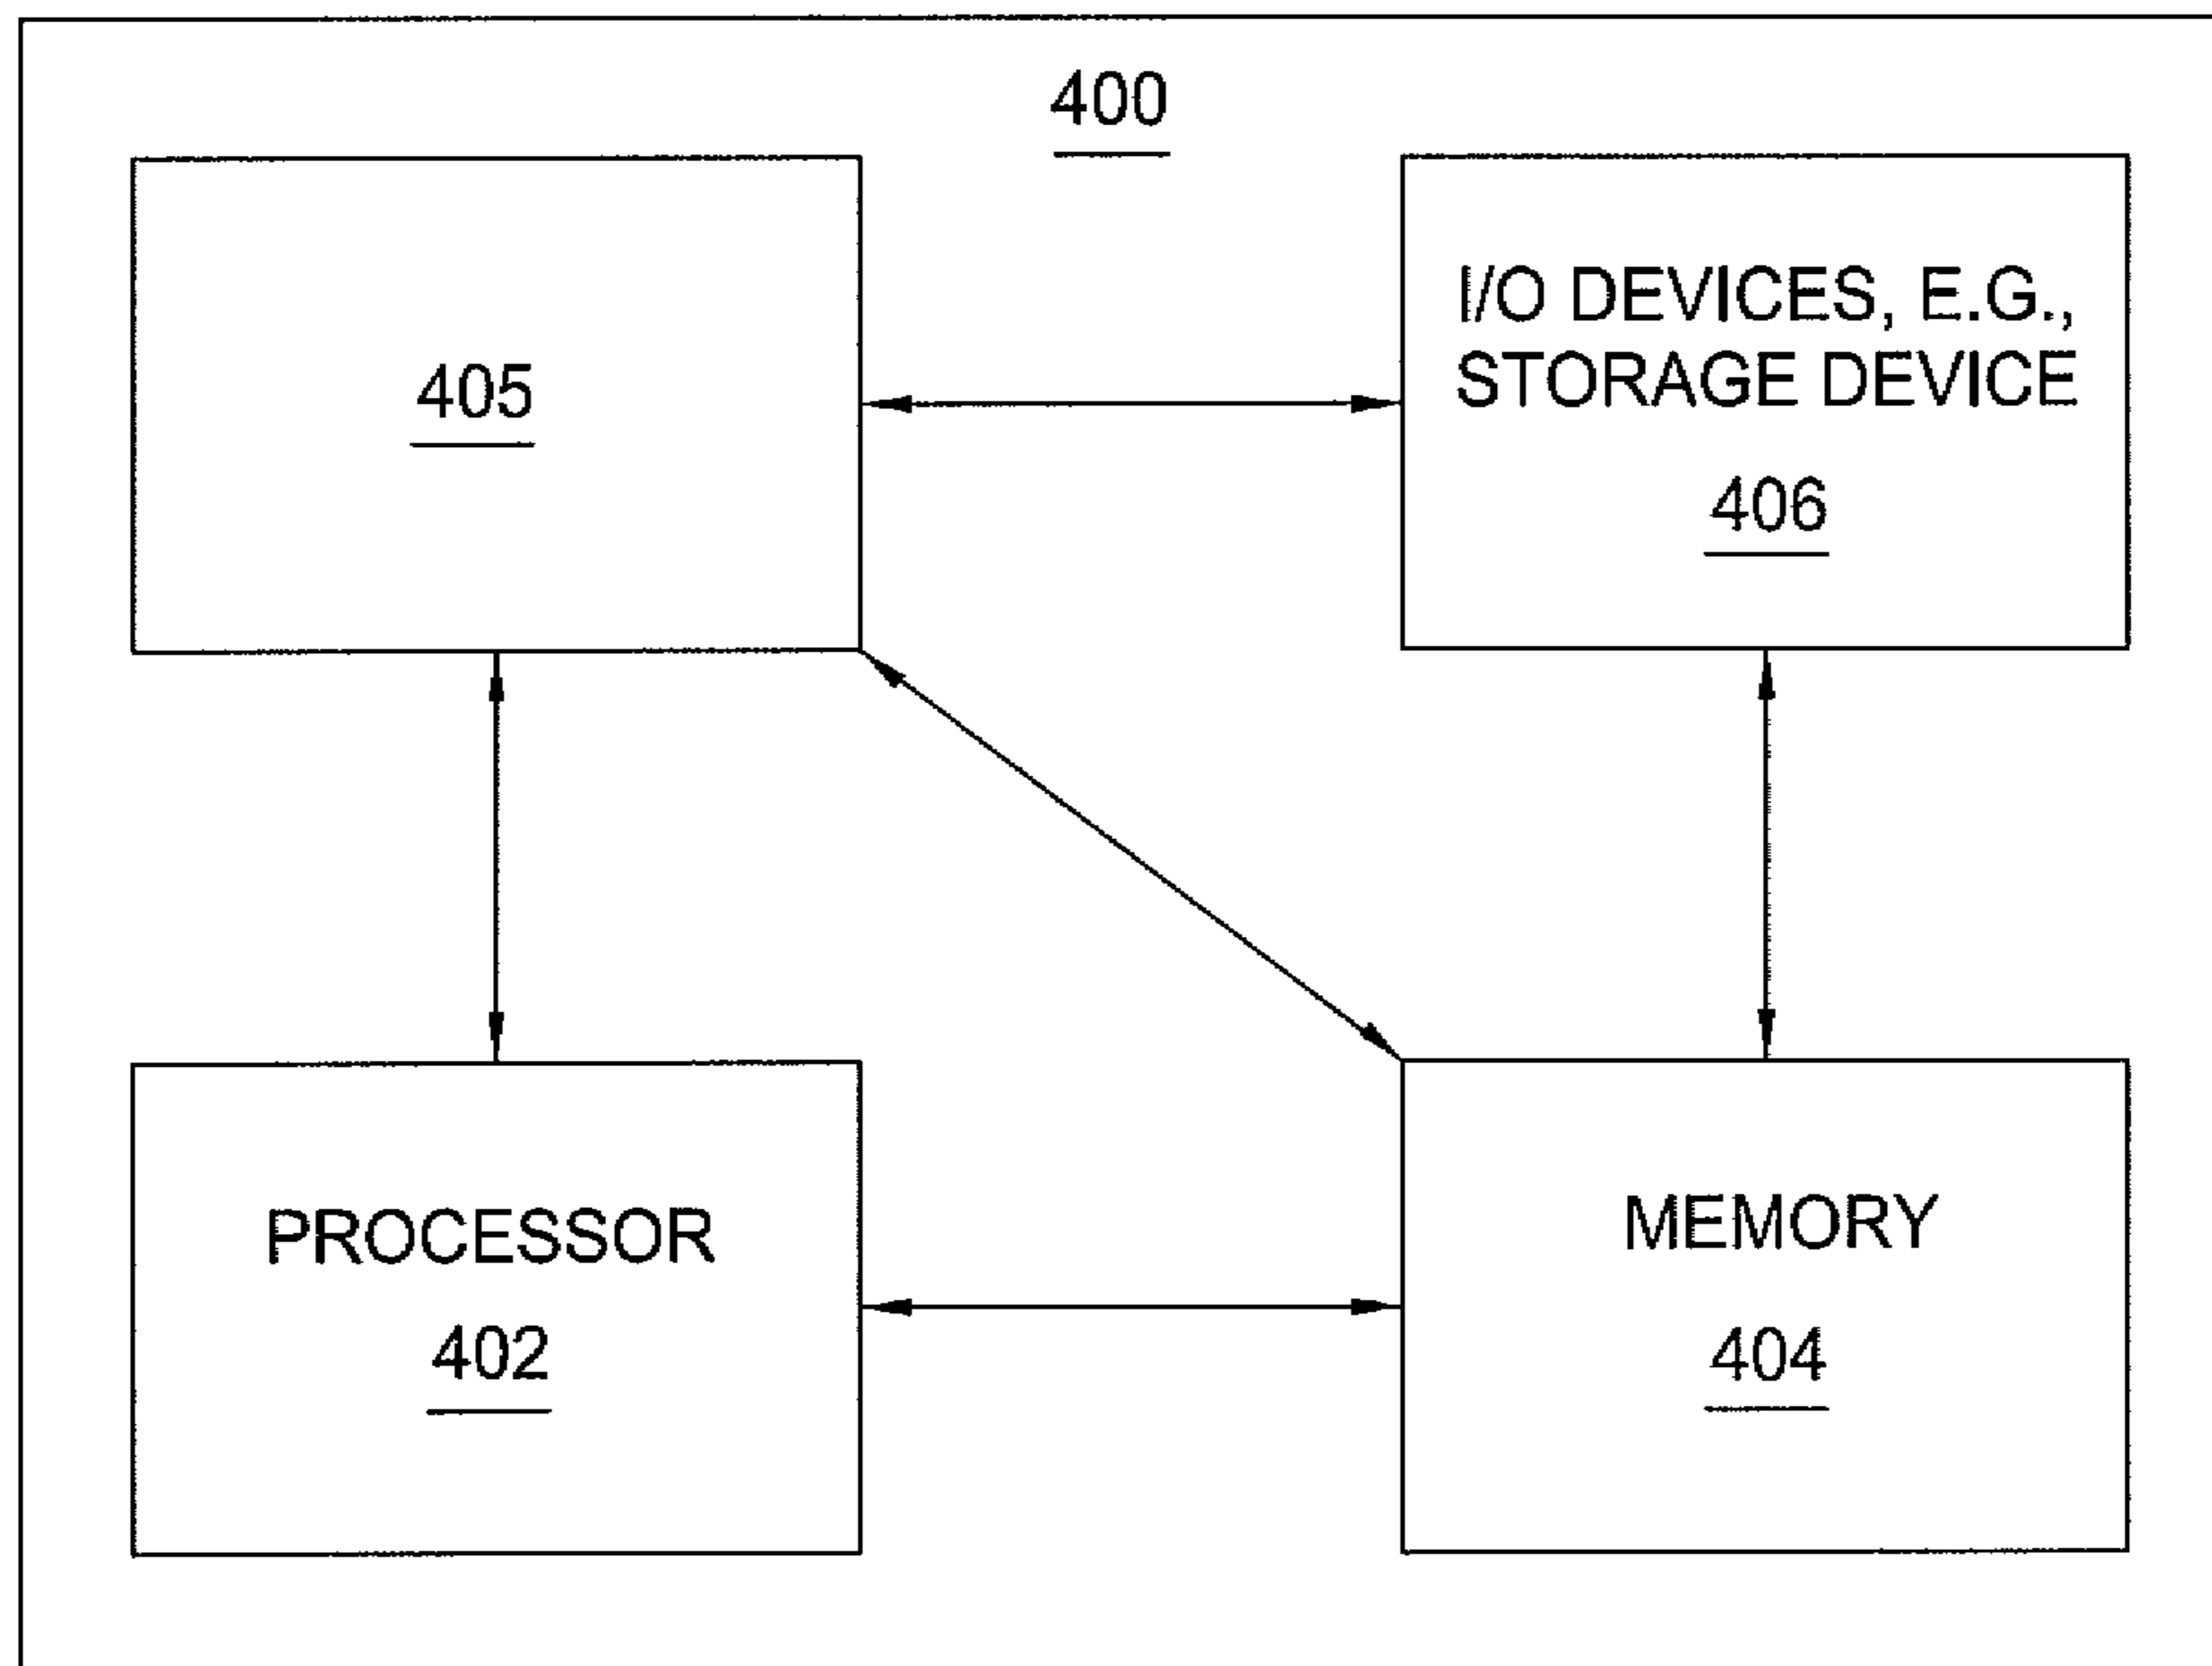 400
405
I/O DEVICES, E.G.,
STORAGE DEVICE
406
PROCESSOR
402
MEMORY
404